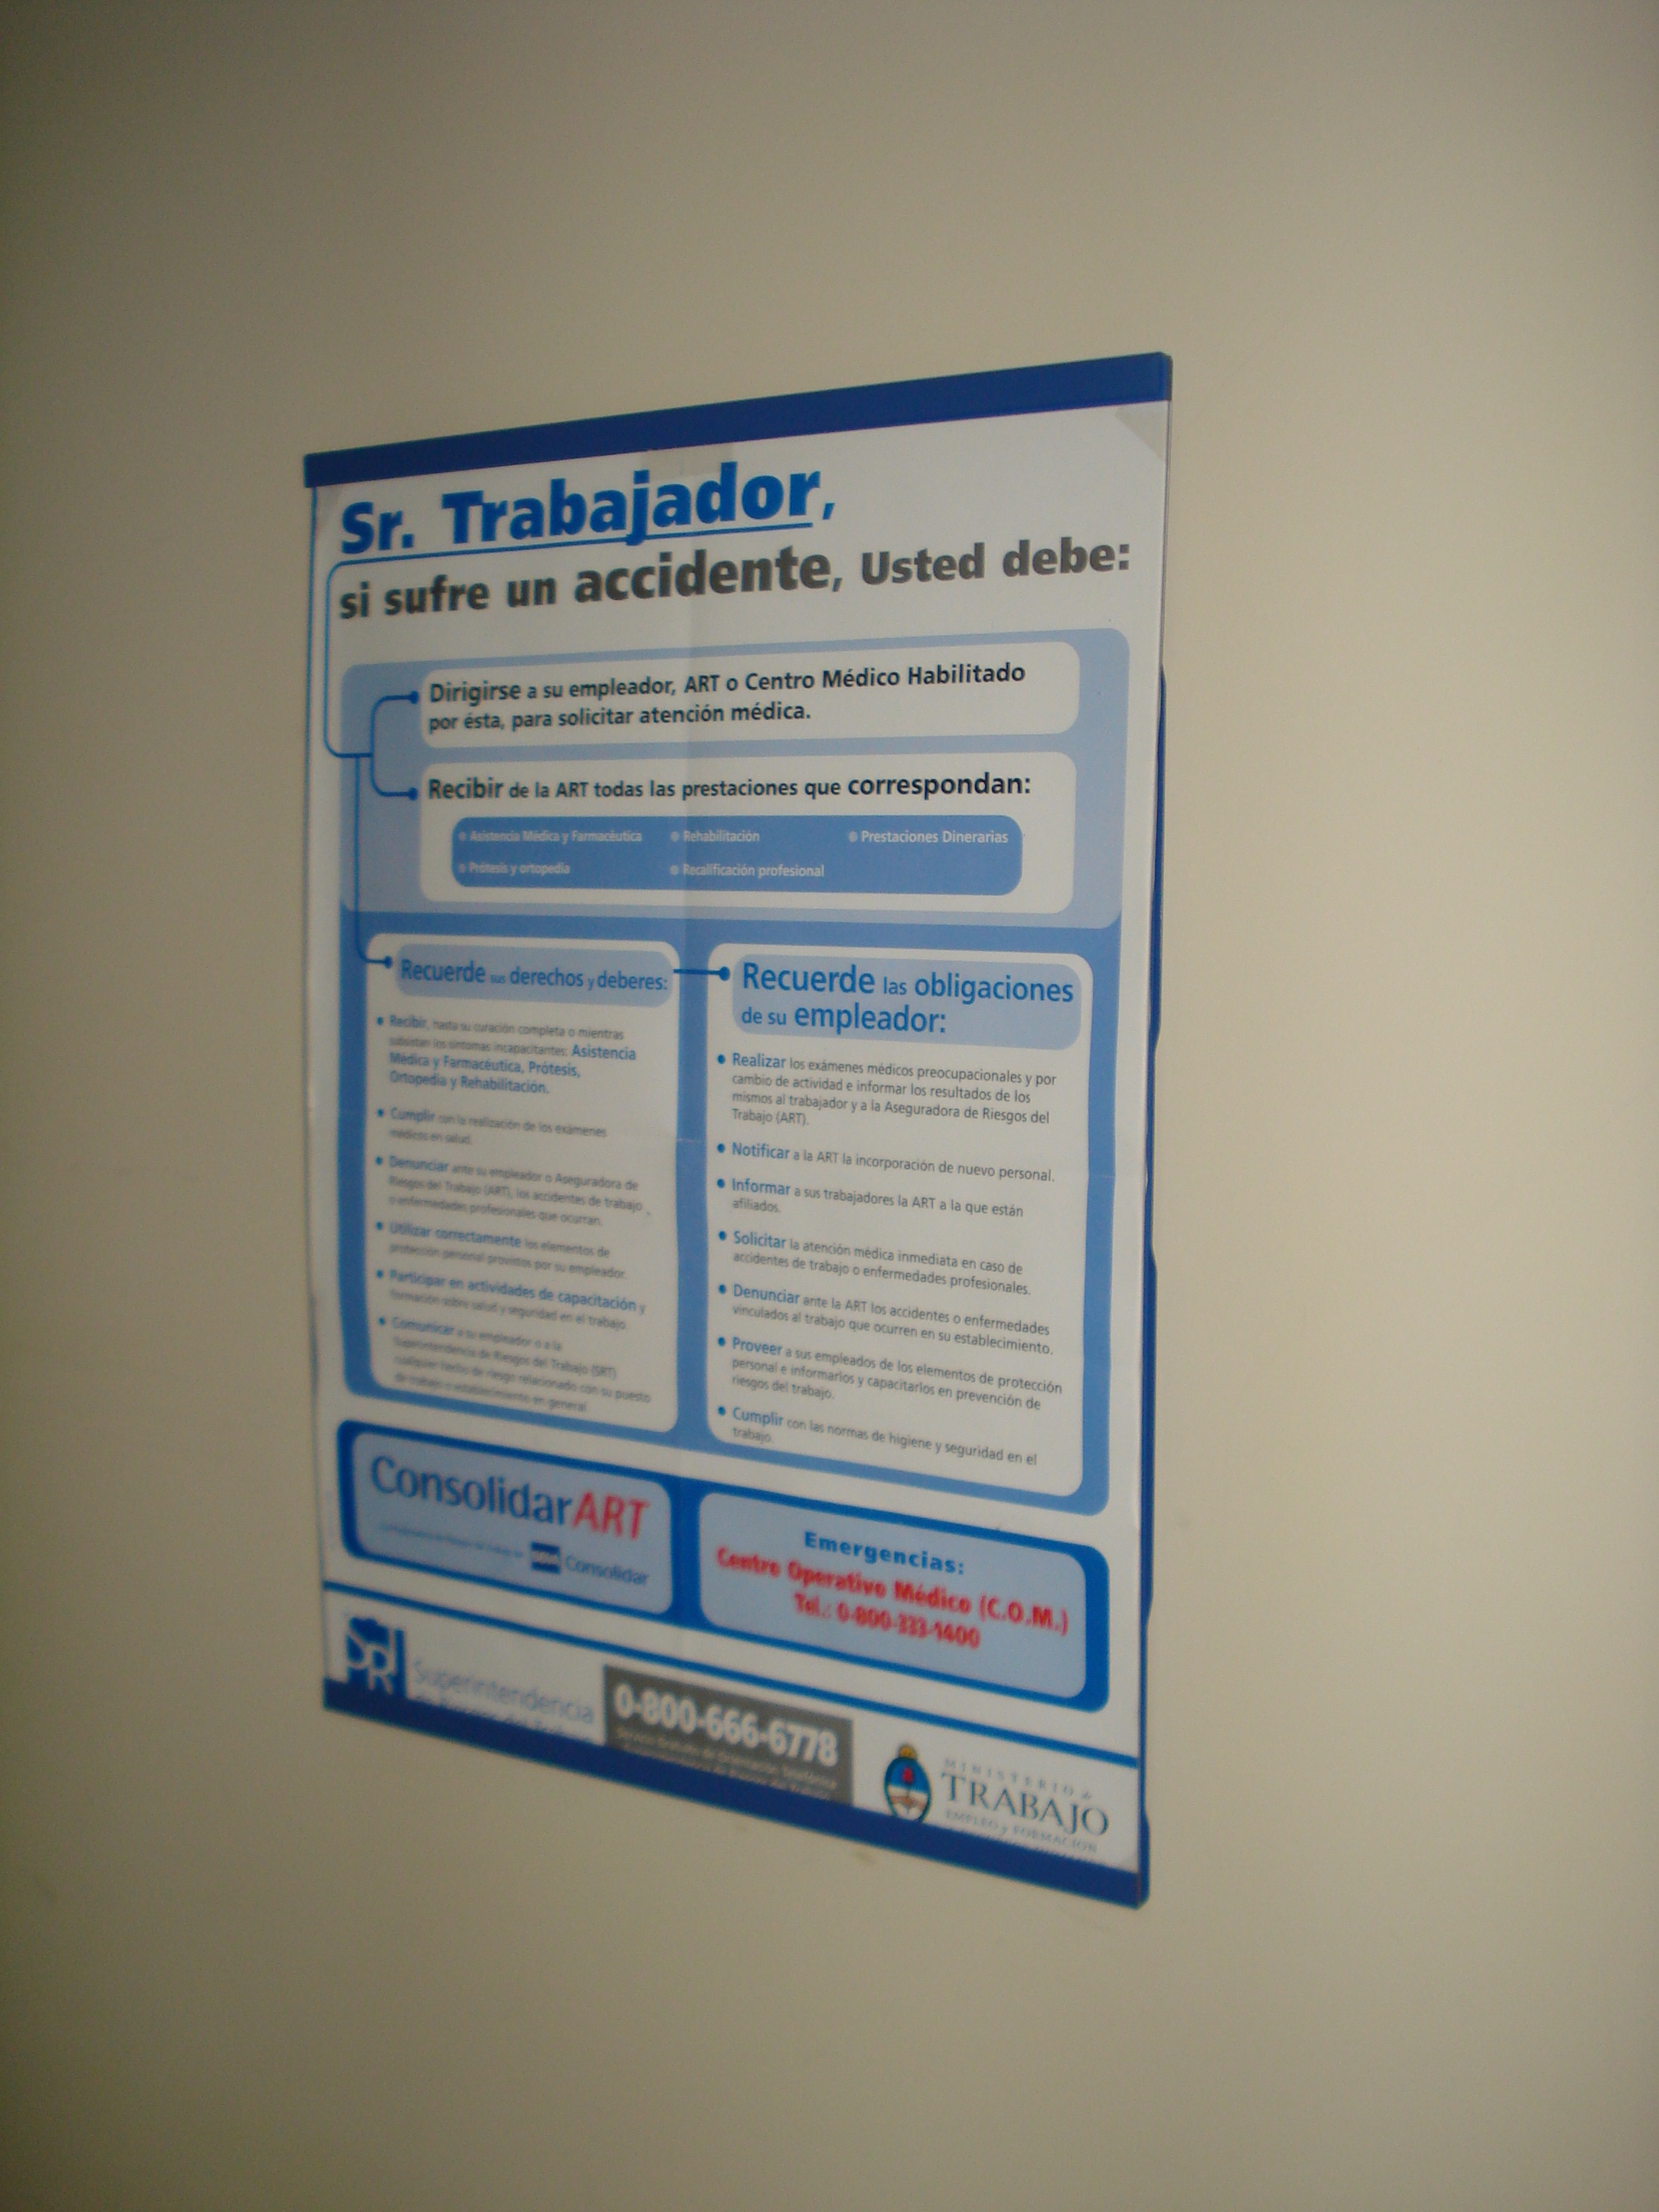 Sr. Trabajador,
si sufre un accidente, Usted debe:
Dirigirse a su empleador, ART o Centro Médico Habilitado
por ésta, para solicitar atención médica.
Recibir de la ART todas las prestaciones que correspondan:
Asistencia Médica y Farmacéutica
Rehabilitación
Prestaciones Dinerarias
Prótesis y ortopedia
Recalificación profesional
Recuerde sus derechos y deberes:
Recibir, hasta su curación completa o mientras
subsistan los síntomas incapacitantes: Asistencia
Médica y Farmacéutica, Prótesis,
Ortopedia y Rehabilitación.
Cumplir con la realización de los exámenes
médicos en salud.
Denunciar ante su empleador o Aseguradora de
Riesgos del Trabajo (ART), los accidentes de trabajo
o enfermedades profesionales que ocurran.
Utilizar correctamente los elementos de
protección personal provistos por su empleador.
Participar en actividades de capacitación y
formación sobre salud y seguridad en el trabajo.
Comunicar a su empleador o a la
Superintendencia de Riesgos del Trabajo (SRT)
cualquier hecho de riesgo relacionado con su puesto
de trabajo o establecimiento en general.
Recuerde las obligaciones
de su empleador:
Realizar los exámenes médicos preocupacionales y por
cambio de actividad e informar los resultados de los
mismos al trabajador y a la Aseguradora de Riesgos del
Trabajo (ART).
Notificar a la ART la incorporación de nuevo personal.
Informar a sus trabajadores la ART a la que están
afiliados.
Solicitar la atención médica inmediata en caso de
accidentes de trabajo o enfermedades profesionales.
Denunciar ante la ART los accidentes o enfermedades
vinculados al trabajo que ocurren en su establecimiento.
Proveer a sus empleados de los elementos de protección
personal e informarlos y capacitarlos en prevención de
riesgos del trabajo.
Cumplir con las normas de higiene y seguridad en el
trabajo.
ConsolidarART
Consolidar
Emergencias:
Centro Operativo Médico (C.O.M.)
Tel.: 0-800-333-1400
Superintendencia
0-800-666-6778
Servicio Gratuito de Orientación Telefónica
MINISTERIO de
TRABAJO
EMPLEO y FORMACIÓN